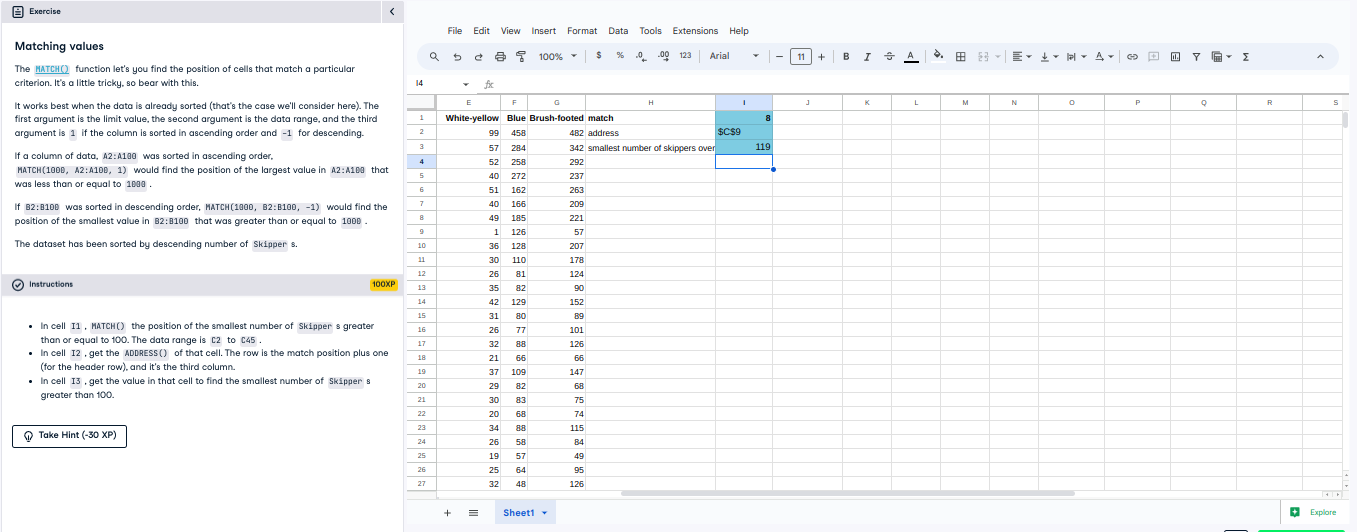 Exercise
Matching values
The MATCH() function let's you find the position of cells that match a particular
criterion. It's a little tricky, so bear with this.
It works best when the data is already sorted (that's the case we'll consider here). The
first argument is the limit value, the second argument is the data range, and the third
argument is 1 if the column is sorted in ascending order and -1 for descending.
If a column of data, A2:A100 was sorted in ascending order,
MATCH(1000, A2:A100, 1) would find the position of the largest value in A2:A100 that
was less than or equal to 1000 .
If B2:B100 was sorted in descending order, MATCH(1000, B2:B100, -1) would find the
position of the smallest value in B2:B100 that was greater than or equal to 1000 .
The dataset has been sorted by descending number of Skipper s.
Instructions 100XP
In cell I1 , MATCH() the position of the smallest number of Skipper s greater
than or equal to 100. The data range is C2 to C45 .
In cell I2 , get the ADDRESS() of that cell. The row is the match position plus one
(for the header row), and it's the third column.
In cell I3 , get the value in that cell to find the smallest number of Skipper s
greater than 100.
Take Hint (-30 XP)
File Edit View Insert Format Data Tools Extensions Help
100% $ % .0 .00 123 Arial 11 A Σ
I4 fx
E F G H I J K L M N O P Q R S
1 White-yellow Blue Brush-footed match 8
2 99 458 482 address $C$9
3 57 284 342 smallest number of skippers over 119
4 52 258 292
5 40 272 237
6 51 162 263
7 40 166 209
8 49 185 221
9 1 126 57
10 36 128 207
11 30 110 178
12 26 81 124
13 35 82 90
14 42 129 152
15 31 80 89
16 26 77 101
17 32 88 126
18 21 66 66
19 37 109 147
20 29 82 68
21 30 83 75
22 20 68 74
23 34 88 115
24 26 58 84
25 19 57 49
26 25 64 95
27 32 48 126
Sheet1 Explore